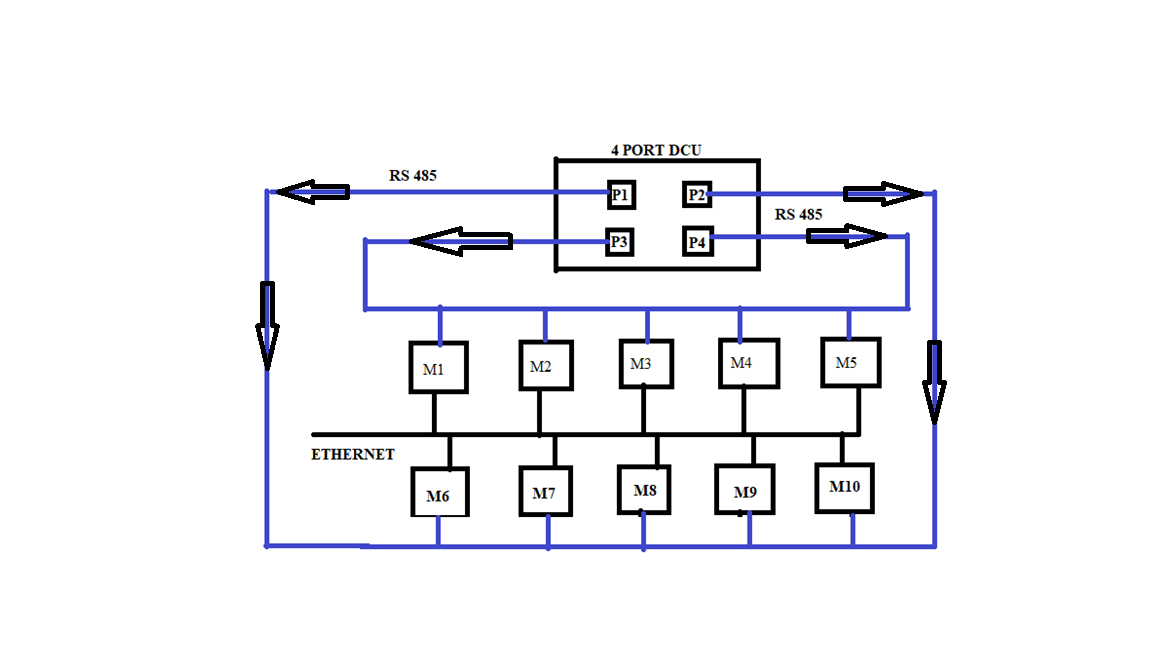 4 PORT DCU
RS 485
P1
P2
RS 485
P3
P4
M1
M2
M3
M4
M5
ETHERNET
M6
M7
M8
M9
M10